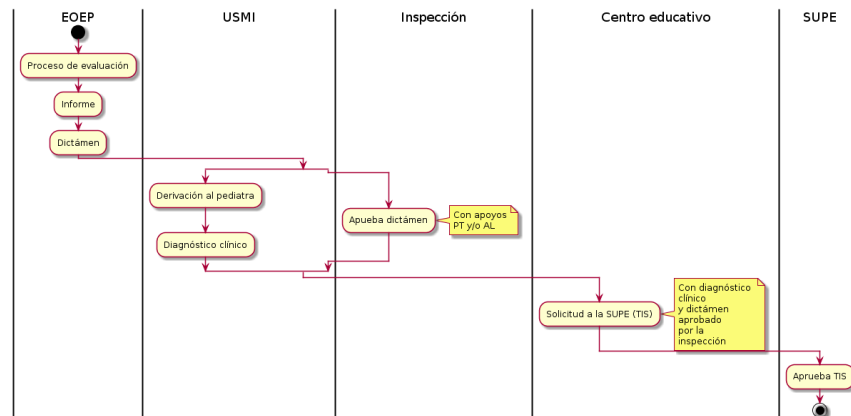 EOEP
USMI
Inspección
Centro educativo
SUPE
Proceso de evaluación
Informe
Dictámen
Derivación al pediatra
Diagnóstico clínico
Apueba dictámen
Con apoyos
PT y/o AL
Solicitud a la SUPE (TIS)
Con diagnóstico
clínico
y dictámen
aprobado
por la
inspección
Aprueba TIS